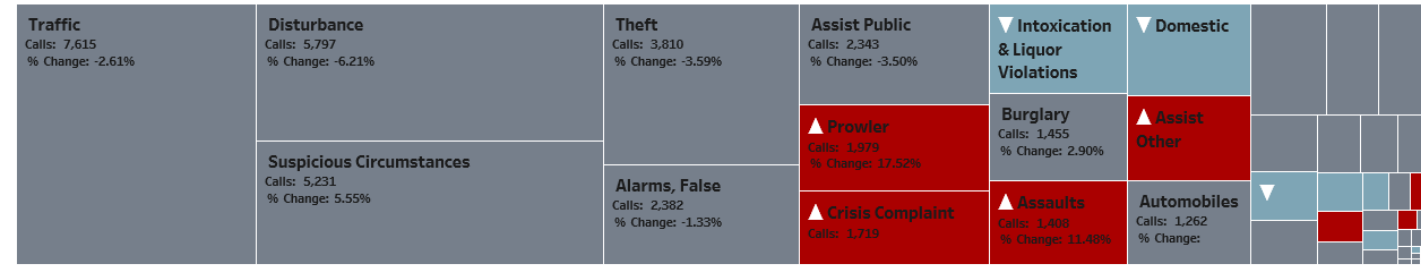 Traffic
Calls: 7,615
% Change: -2.61%
Disturbance
Calls: 5,797
% Change: -6.21%
Suspicious Circumstances
Calls: 5,231
% Change: 5.55%
Theft
Calls: 3,810
% Change: -3.59%
Alarms, False
Calls: 2,382
% Change: -1.33%
Assist Public
Calls: 2,343
% Change: -3.50%
▲ Prowler
Calls: 1,979
% Change: 17.52%
▲ Crisis Complaint
Calls: 1,719
▼ Intoxication
& Liquor
Violations
Burglary
Calls: 1,455
% Change: 2.90%
▲ Assaults
Calls: 1,408
% Change: 11.48%
▼ Domestic
▲ Assist
Other
Automobiles
Calls: 1,262
% Change:
▼